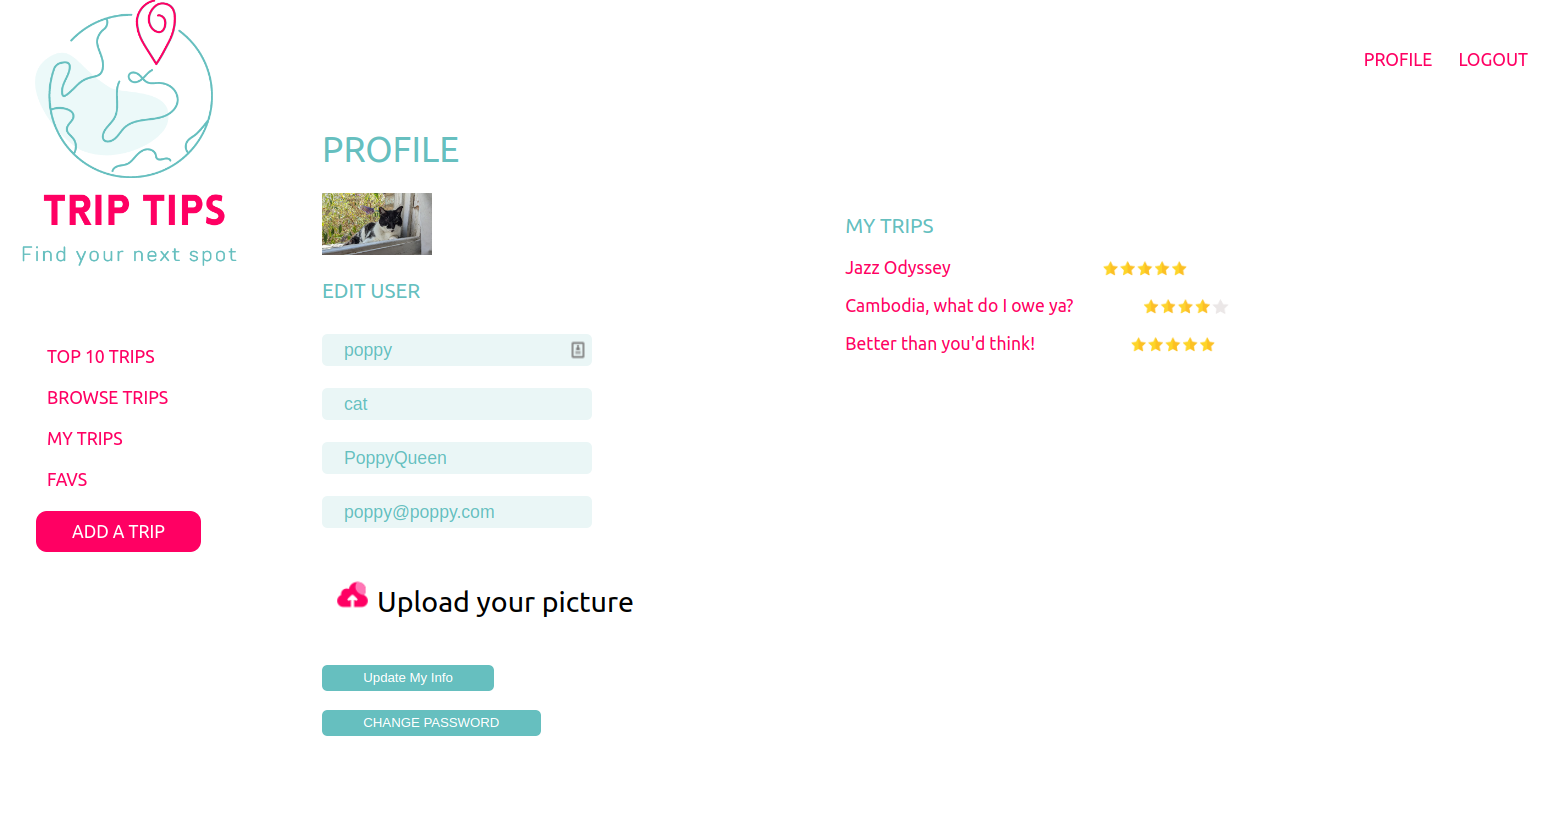 PROFILE LOGOUT
TRIP TIPS
Find your next spot
TOP 10 TRIPS
BROWSE TRIPS
MY TRIPS
FAVS
ADD A TRIP
PROFILE
EDIT USER
poppy
cat
PoppyQueen
poppy@poppy.com
Upload your picture
Update My Info
CHANGE PASSWORD
MY TRIPS
Jazz Odyssey
Cambodia, what do I owe ya?
Better than you'd think!